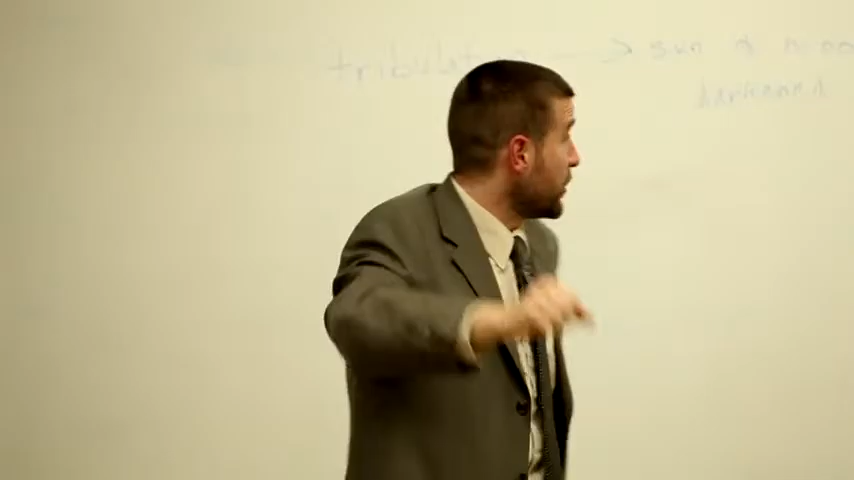 tribulation → sun & moon
darkened